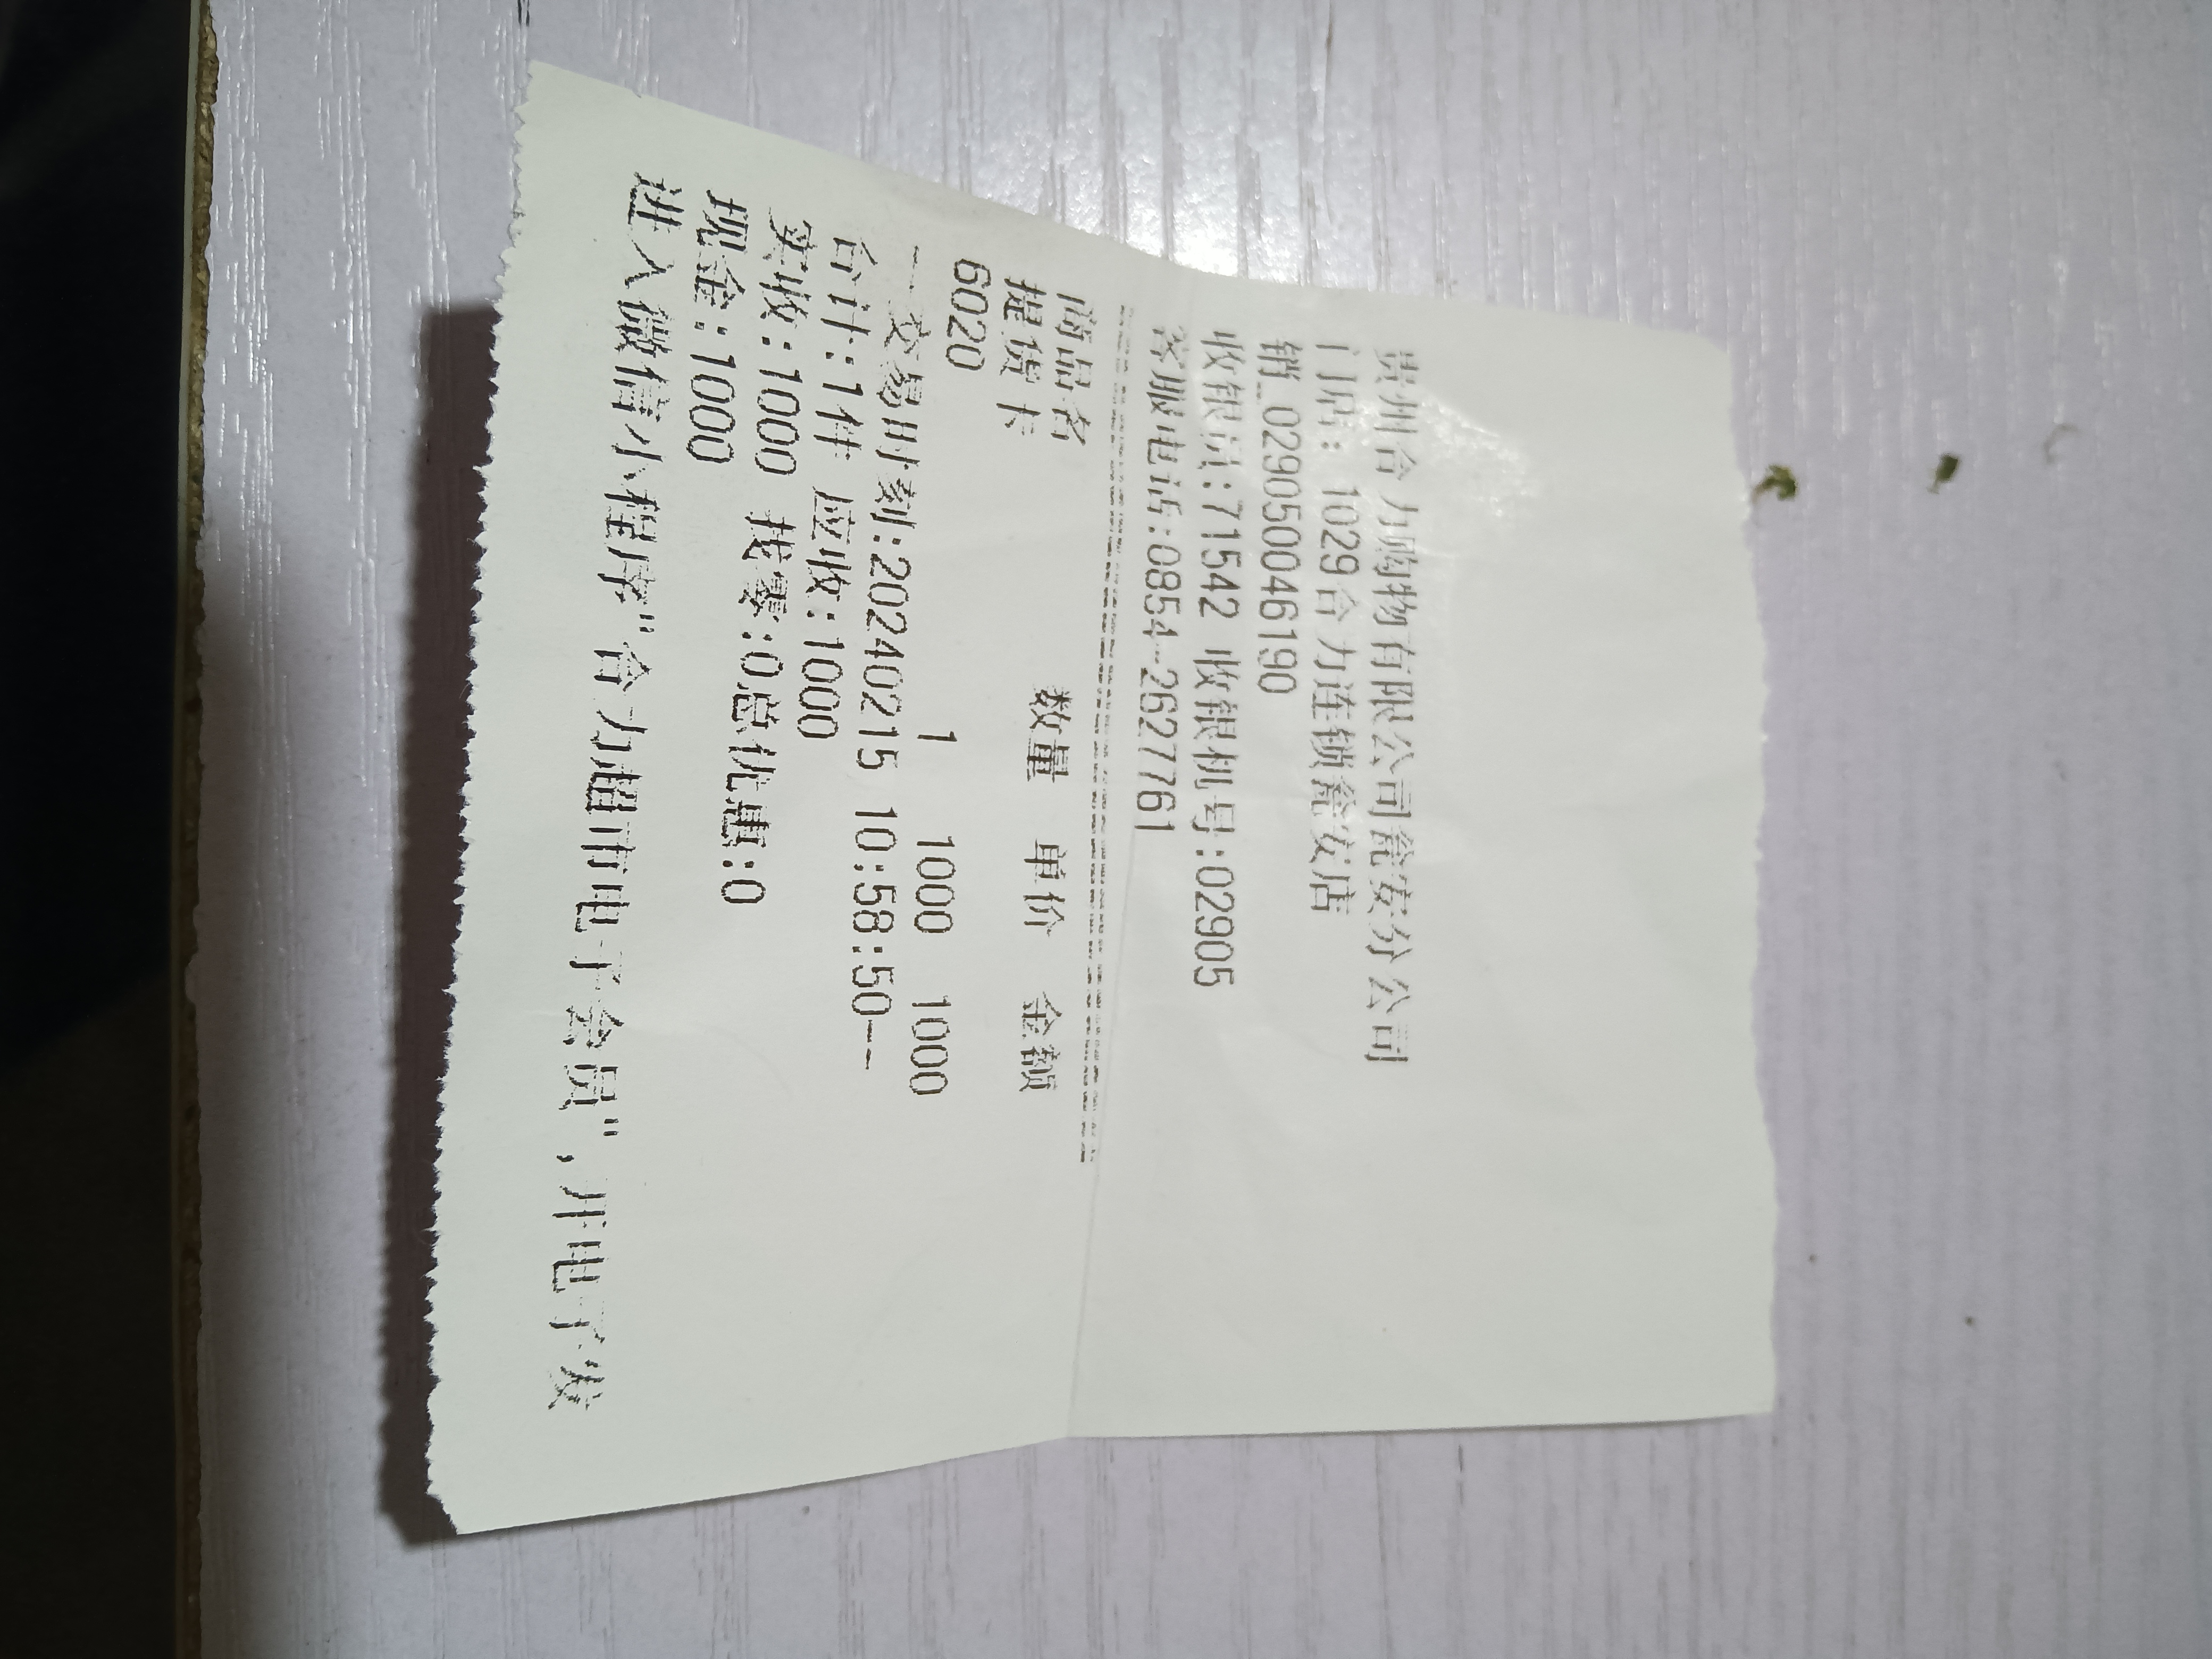 贵州合力购物有限公司瓮安分公司
门店: 1029合力连锁瓮安店
销_029050046190
收银员:71542 收银机号:02905
客服电话:0854-2627761
商品名 数量 单价 金额
提货卡
6020 1 1000 1000
--交易时刻:20240215 10:58:50--
合计:1件 应收:1000
实收:1000 找零:0总优惠:0
现金:1000
进入微信小程序"合力超市电子会员",开电子发